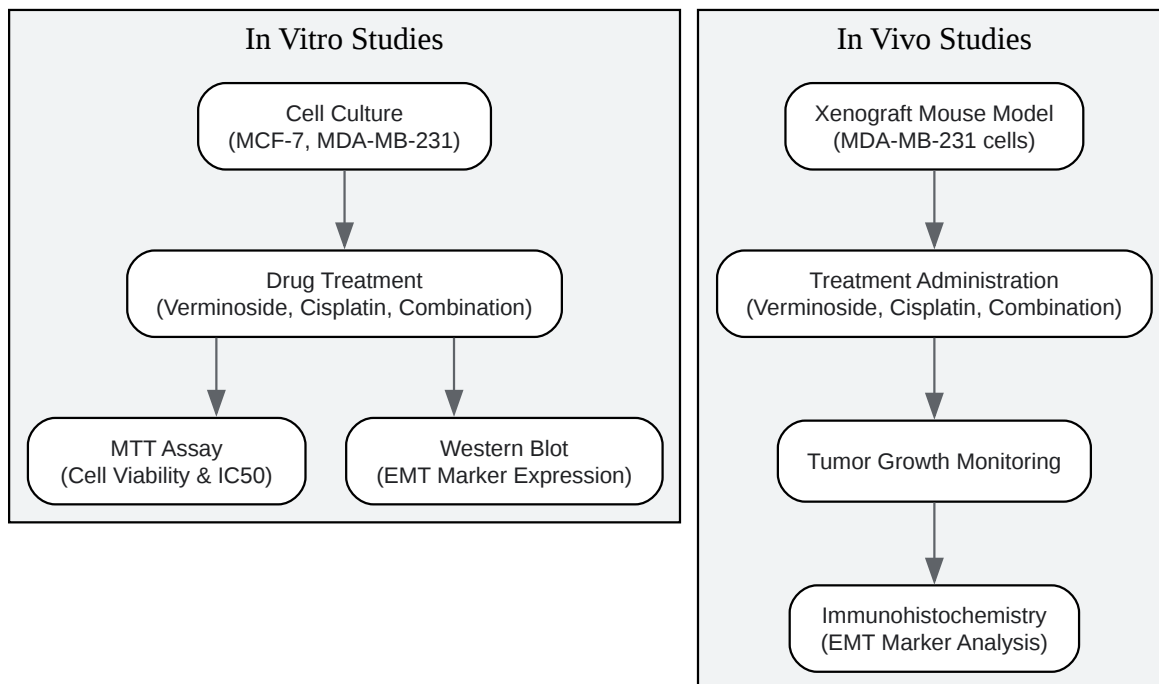 In Vitro Studies
Cell Culture
(MCF-7, MDA-MB-231)
Drug Treatment
(Verminoside, Cisplatin, Combination)
MTT Assay
(Cell Viability & IC50)
Western Blot
(EMT Marker Expression)
In Vivo Studies
Xenograft Mouse Model
(MDA-MB-231 cells)
Treatment Administration
(Verminoside, Cisplatin, Combination)
Tumor Growth Monitoring
Immunohistochemistry
(EMT Marker Analysis)